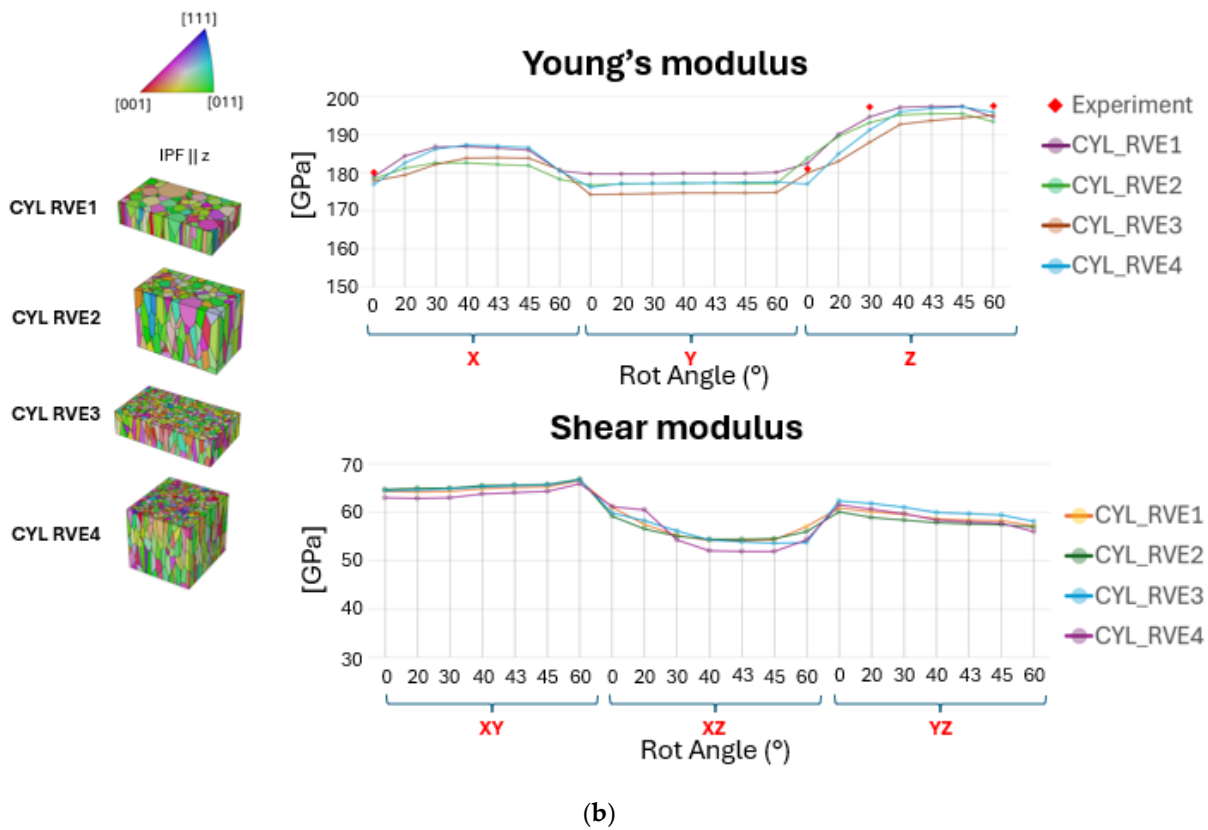 [111]
[001] [011]
IPF || z
CYL RVE1
CYL RVE2
CYL RVE3
CYL RVE4
Young’s modulus
[GPa]
200
190
180
170
160
150
0 20 30 40 43 45 60 0 20 30 40 43 45 60 0 20 30 40 43 45 60
X Y Z
Rot Angle (°)
Experiment
CYL_RVE1
CYL_RVE2
CYL_RVE3
CYL_RVE4
Shear modulus
[GPa]
70
60
50
40
30
0 20 30 40 43 45 60 0 20 30 40 43 45 60 0 20 30 40 43 45 60
XY XZ YZ
Rot Angle (°)
CYL_RVE1
CYL_RVE2
CYL_RVE3
CYL_RVE4
(b)